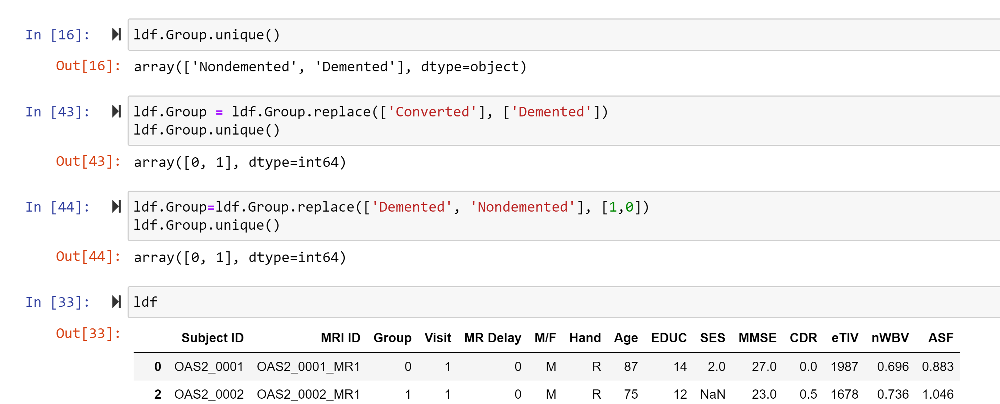 In [16]: ldf.Group.unique()
Out[16]: array(['Nondemented', 'Demented'], dtype=object)
In [43]: ldf.Group = ldf.Group.replace(['Converted'], ['Demented'])
ldf.Group.unique()
Out[43]: array([0, 1], dtype=int64)
In [44]: ldf.Group=ldf.Group.replace(['Demented', 'Nondemented'], [1,0])
ldf.Group.unique()
Out[44]: array([0, 1], dtype=int64)
In [33]: ldf
Out[33]:
Subject ID MRI ID Group Visit MR Delay M/F Hand Age EDUC SES MMSE CDR eTIV nWBV ASF
0 OAS2_0001 OAS2_0001_MR1 0 1 0 M R 87 14 2.0 27.0 0.0 1987 0.696 0.883
2 OAS2_0002 OAS2_0002_MR1 1 1 0 M R 75 12 NaN 23.0 0.5 1678 0.736 1.046